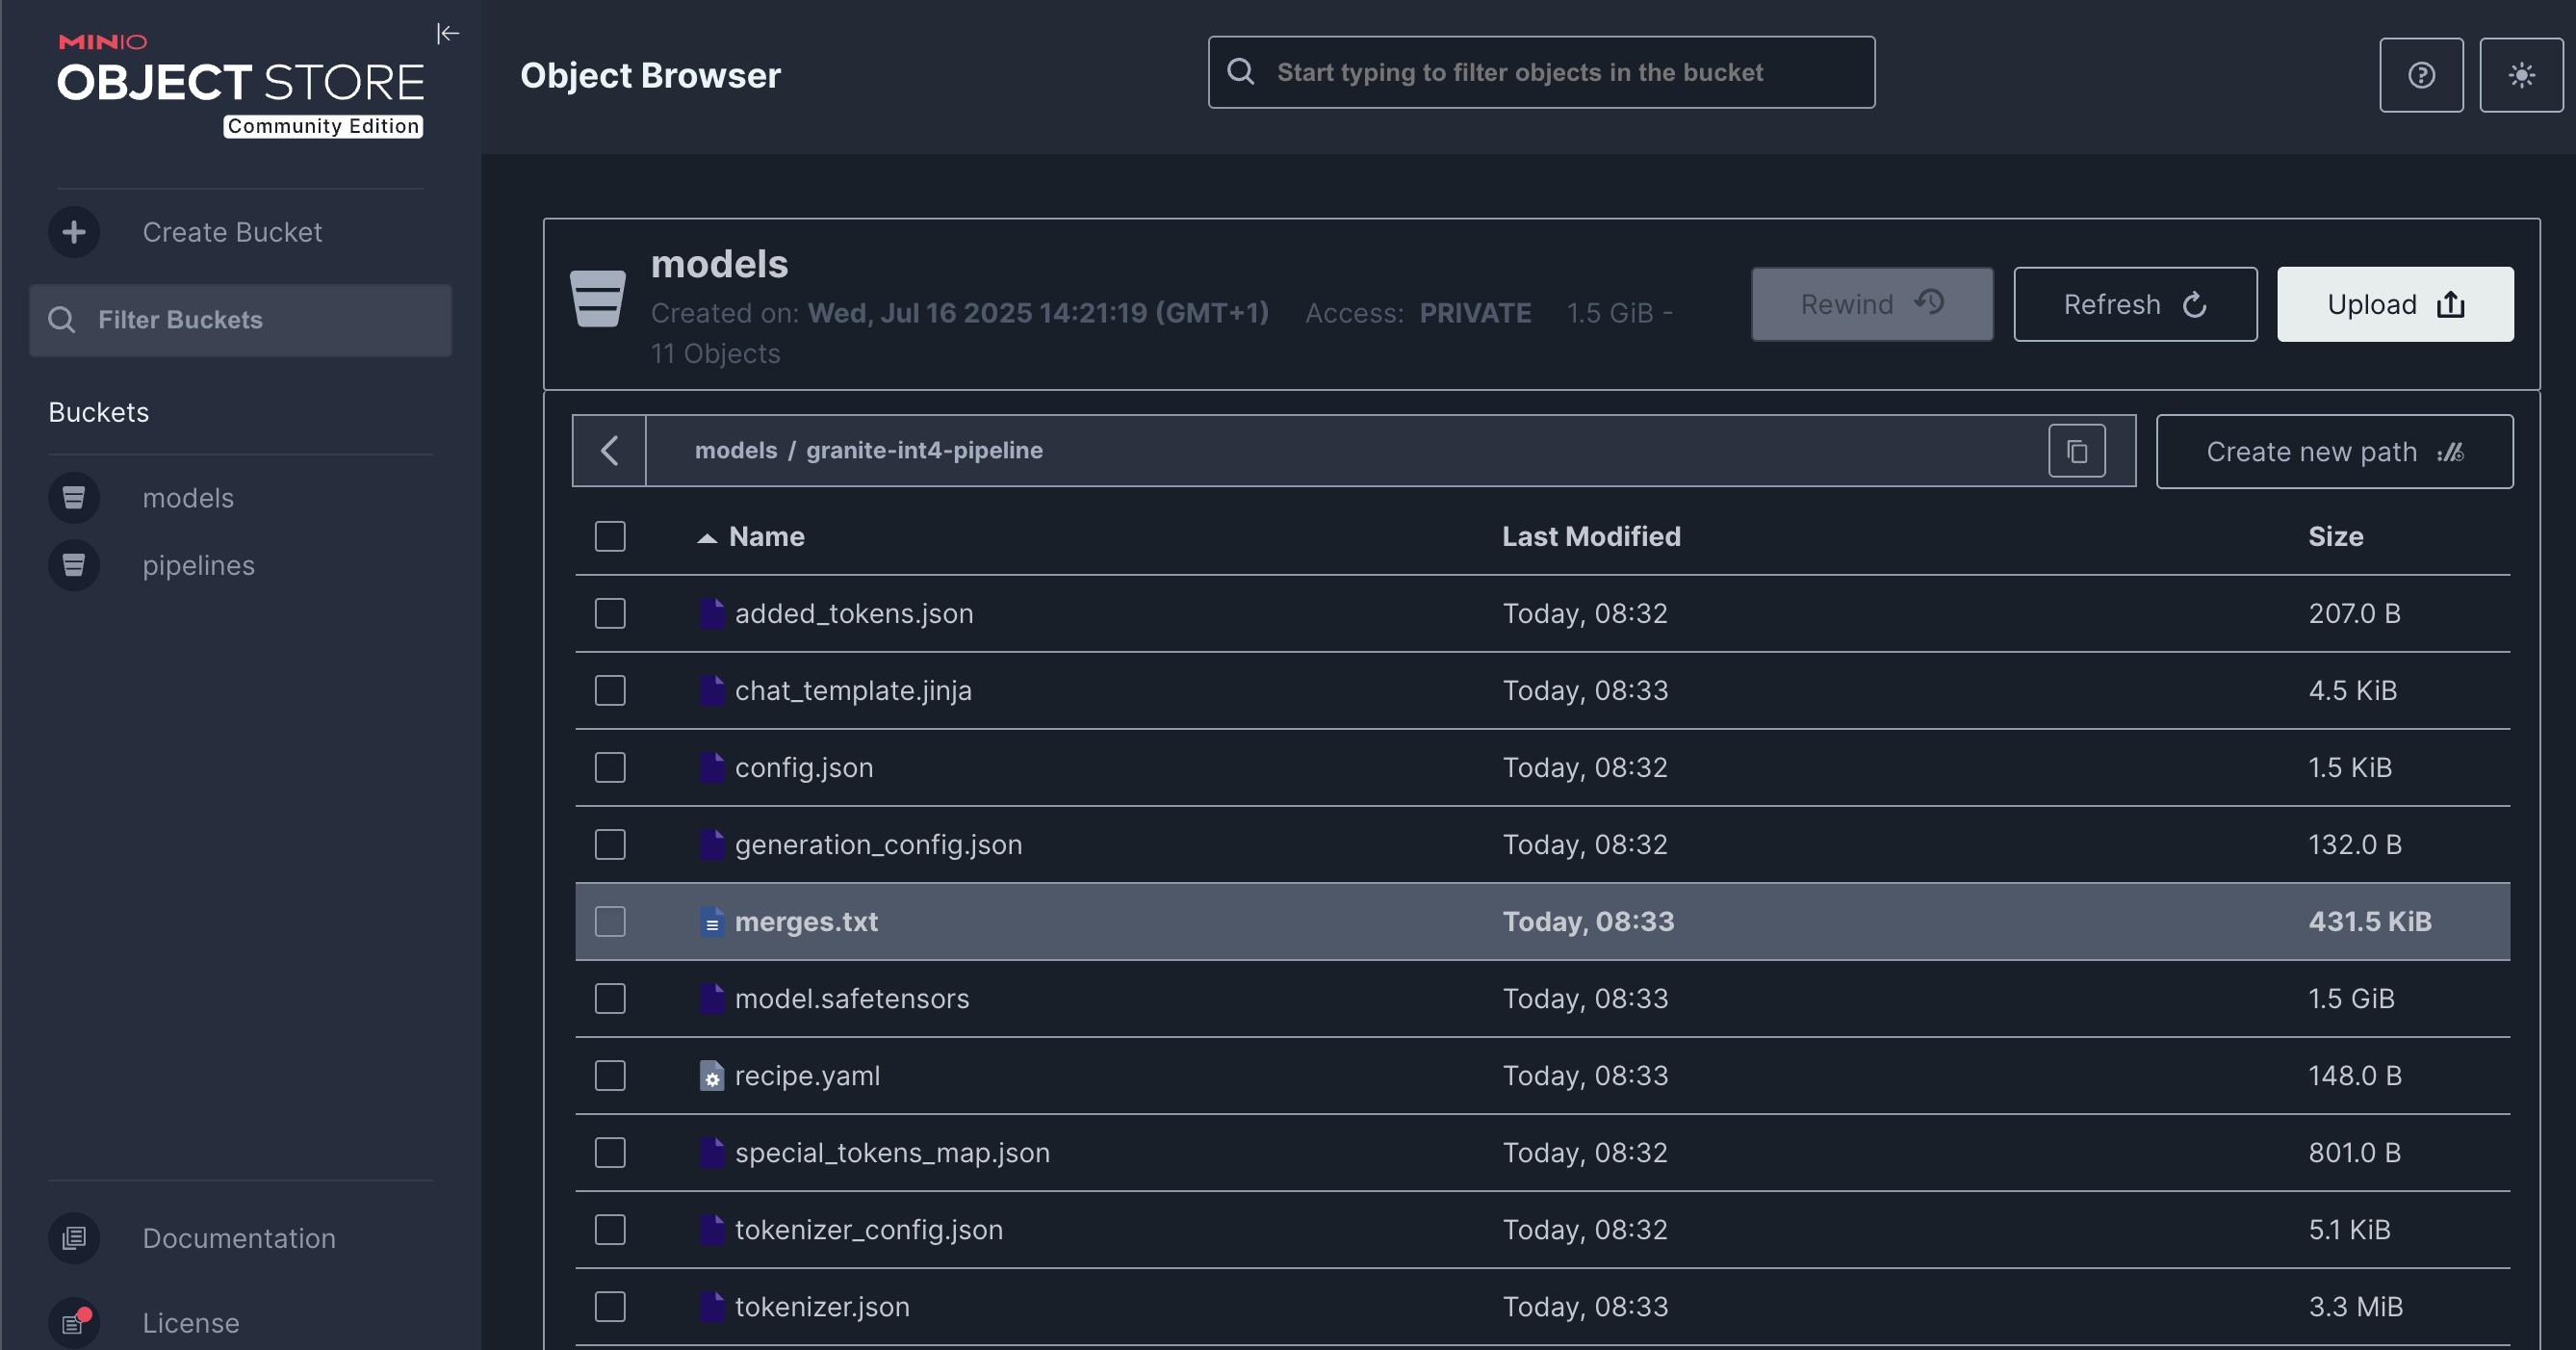 MINIO
OBJECT STORE
Community Edition
Create Bucket
Filter Buckets
Buckets
models
pipelines
Documentation
License
Object Browser
Start typing to filter objects in the bucket
models
Created on: Wed, Jul 16 2025 14:21:19 (GMT+1) Access: PRIVATE 1.5 GiB -
11 Objects
Rewind
Refresh
Upload
models / granite-int4-pipeline
Create new path
Name Last Modified Size
added_tokens.json Today, 08:32 207.0 B
chat_template.jinja Today, 08:33 4.5 KiB
config.json Today, 08:32 1.5 KiB
generation_config.json Today, 08:32 132.0 B
merges.txt Today, 08:33 431.5 KiB
model.safetensors Today, 08:33 1.5 GiB
recipe.yaml Today, 08:33 148.0 B
special_tokens_map.json Today, 08:32 801.0 B
tokenizer_config.json Today, 08:32 5.1 KiB
tokenizer.json Today, 08:33 3.3 MiB